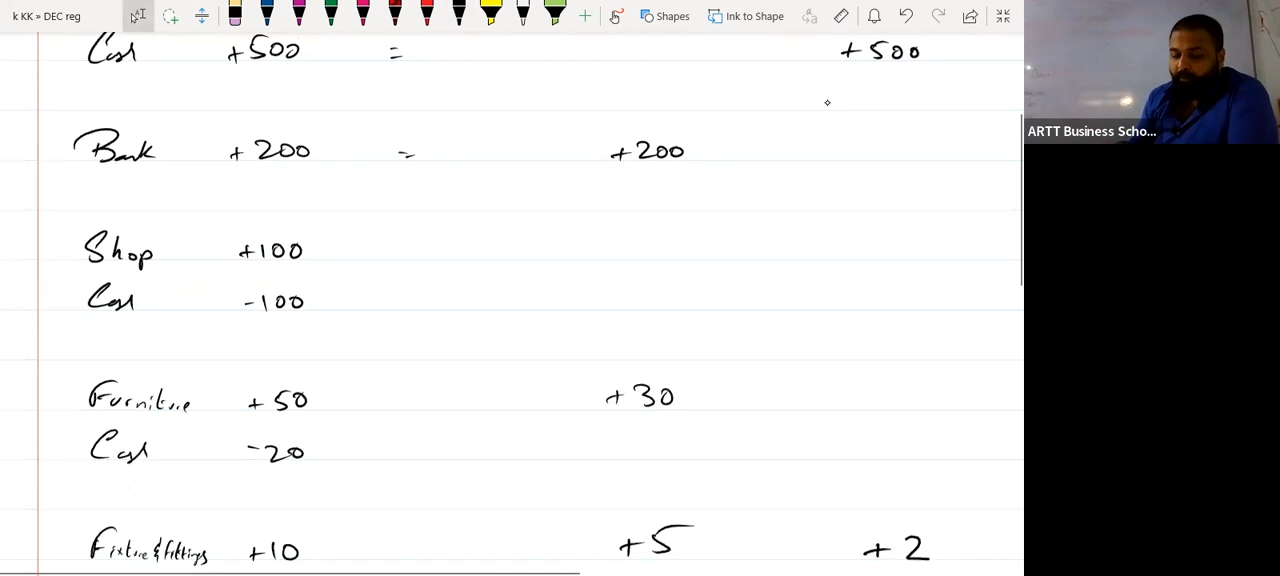 k KK » DEC reg Shapes Ink to Shape
Cash +500 = +500
ARTT Business Scho...
Bank +200 = +200
Shop +100
Cash -100
Furniture +50 +30
Cash -20
Fixture & fittings +10 +5 +2